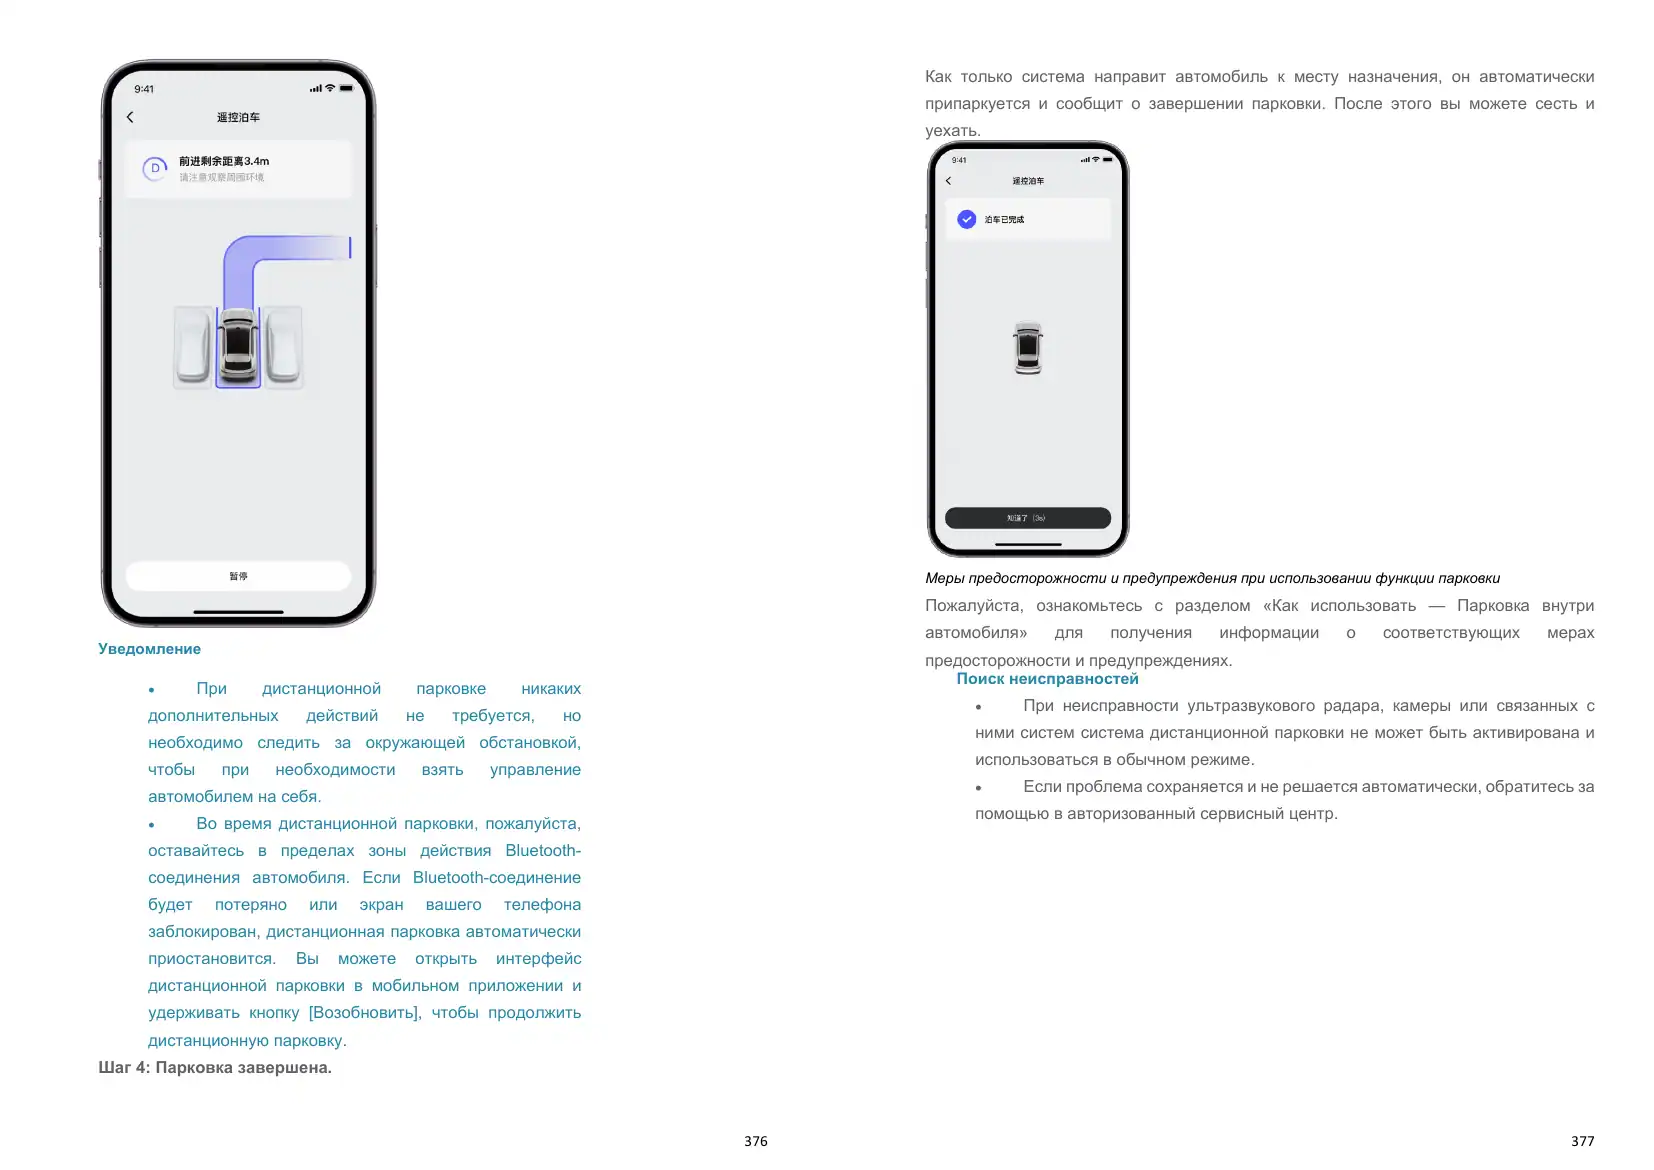 9:41
遥控泊车
D
前进剩余距离3.4m
请注意观察周围环境
暂停
Уведомление
• При дистанционной парковке никаких
дополнительных действий не требуется, но
необходимо следить за окружающей обстановкой,
чтобы при необходимости взять управление
автомобилем на себя.
• Во время дистанционной парковки, пожалуйста,
оставайтесь в пределах зоны действия Bluetooth-
соединения автомобиля. Если Bluetooth-соединение
будет потеряно или экран вашего телефона
заблокирован, дистанционная парковка автоматически
приостановится. Вы можете открыть интерфейс
дистанционной парковки в мобильном приложении и
удерживать кнопку [Возобновить], чтобы продолжить
дистанционную парковку.
Шаг 4: Парковка завершена.
376
Как только система направит автомобиль к месту назначения, он автоматически
припаркуется и сообщит о завершении парковки. После этого вы можете сесть и
уехать.
9:41
遥控泊车
泊车已完成
知道了 (3s)
Меры предосторожности и предупреждения при использовании функции парковки
Пожалуйста, ознакомьтесь с разделом «Как использовать — Парковка внутри
автомобиля» для получения информации о соответствующих мерах
предосторожности и предупреждениях.
Поиск неисправностей
• При неисправности ультразвукового радара, камеры или связанных с
ними систем система дистанционной парковки не может быть активирована и
использоваться в обычном режиме.
• Если проблема сохраняется и не решается автоматически, обратитесь за
помощью в авторизованный сервисный центр.
377